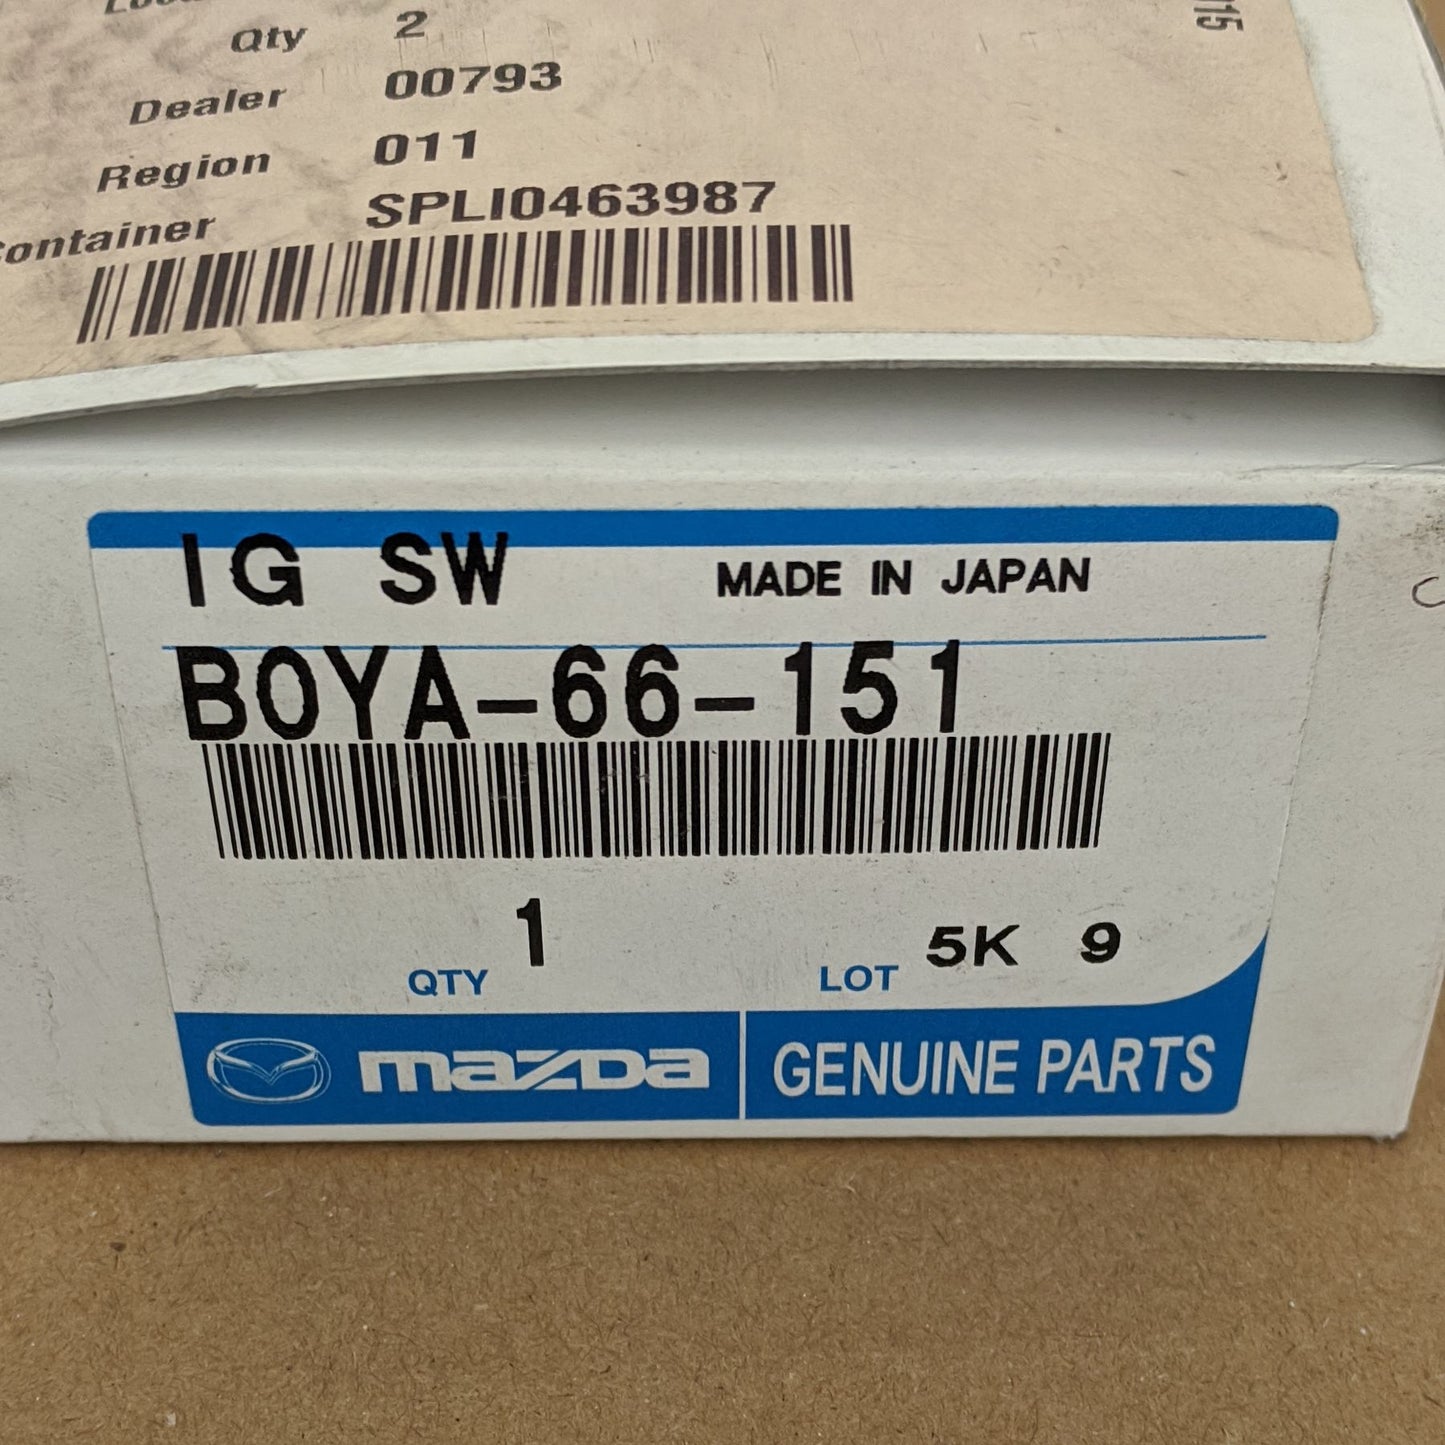 Qty 2
Dealer 00793
Region 011
Container SPLI0463987
15
IG SW MADE IN JAPAN
B0YA-66-151
QTY 1 LOT 5K 9
mazda GENUINE PARTS